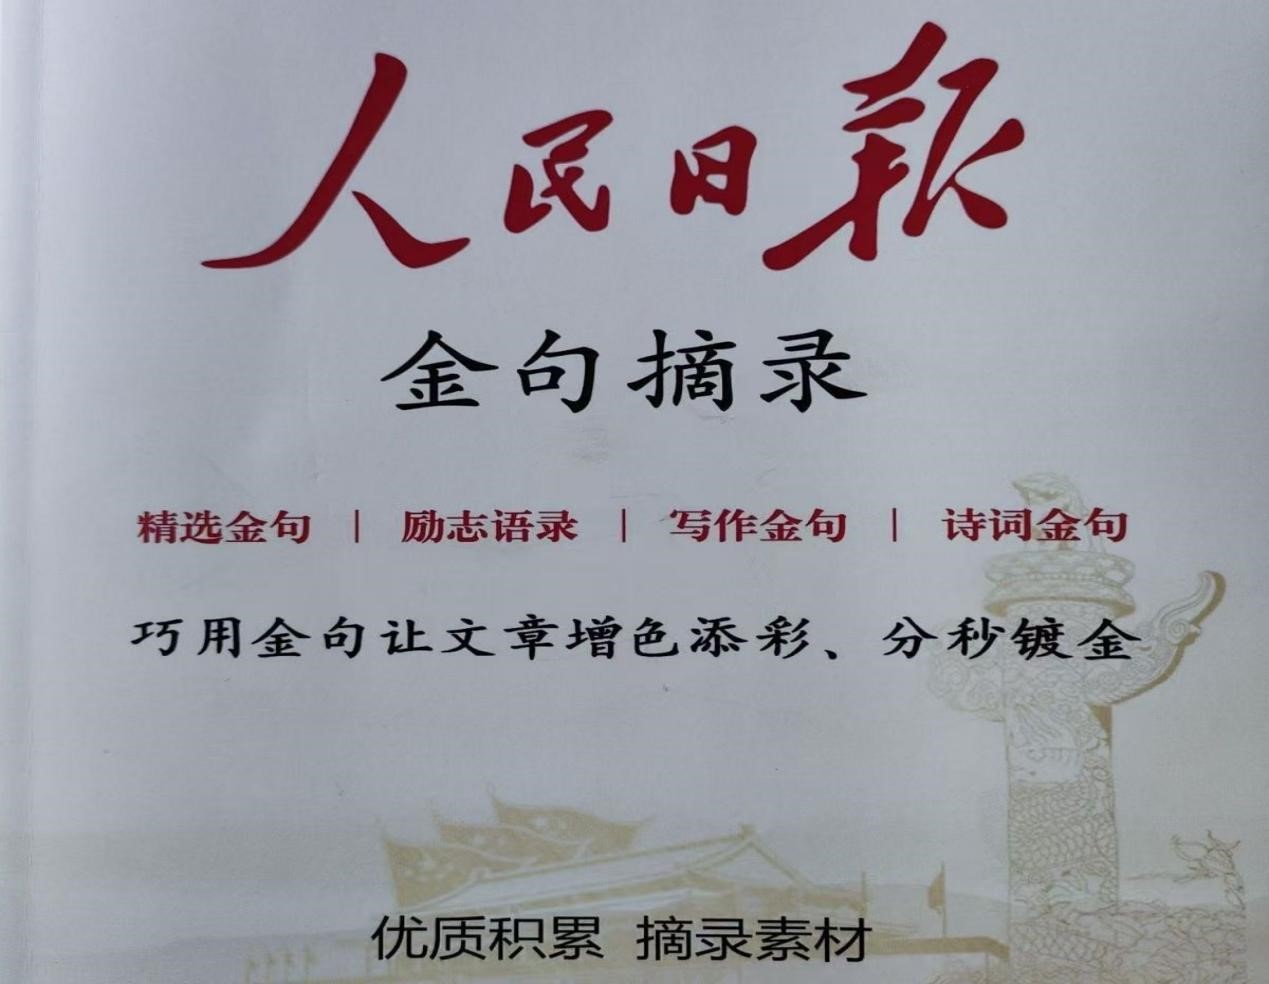 人民日报
金句摘录
精选金句 | 励志语录 | 写作金句 | 诗词金句
巧用金句让文章增色添彩、分秒镀金
优质积累 摘录素材